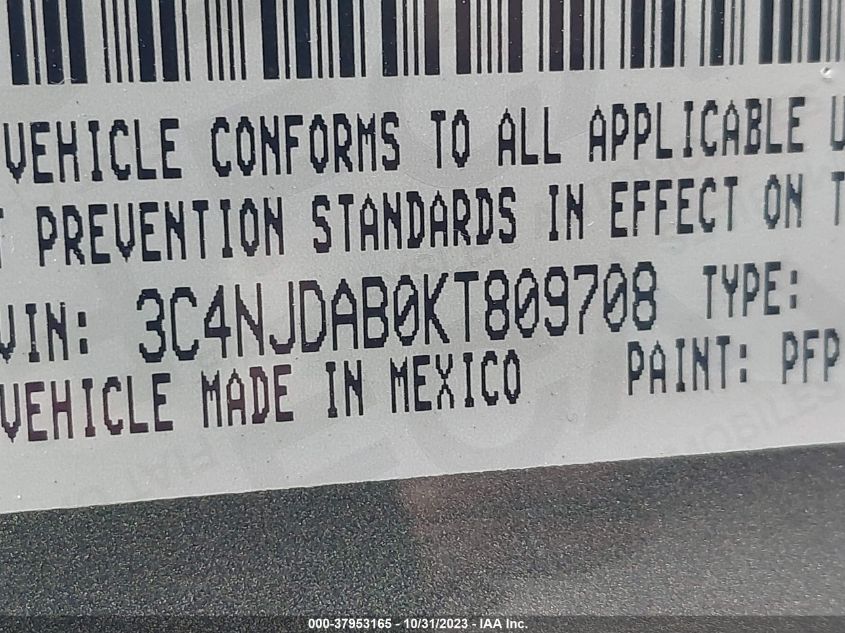 VEHICLE CONFORMS TO ALL APPLICABLE U
T PREVENTION STANDARDS IN EFFECT ON T
VIN: 3C4NJDAB0KT809708 TYPE:
VEHICLE MADE IN MEXICO PAINT: PFP
000-37953165 - 10/31/2023 - IAA Inc.